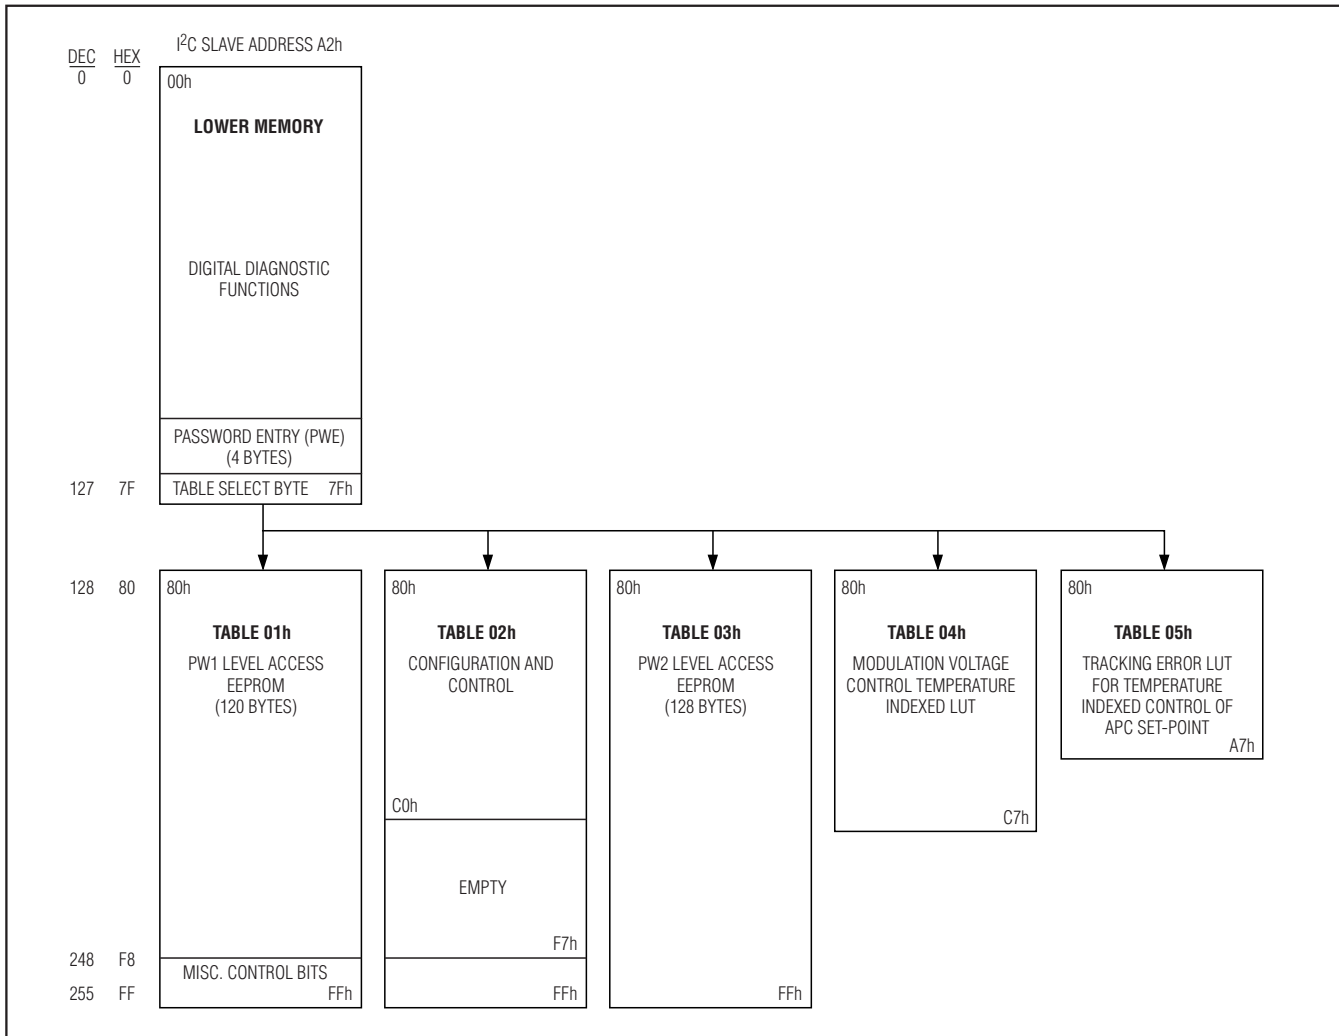 I²C SLAVE ADDRESS A2h
DEC HEX
0 0
00h
LOWER MEMORY
DIGITAL DIAGNOSTIC
FUNCTIONS
PASSWORD ENTRY (PWE)
(4 BYTES)
127 7F TABLE SELECT BYTE 7Fh
128 80
80h
TABLE 01h
PW1 LEVEL ACCESS
EEPROM
(120 BYTES)
248 F8
MISC. CONTROL BITS
255 FF FFh
80h
TABLE 02h
CONFIGURATION AND
CONTROL
C0h
EMPTY
F7h
FFh
80h
TABLE 03h
PW2 LEVEL ACCESS
EEPROM
(128 BYTES)
FFh
80h
TABLE 04h
MODULATION VOLTAGE
CONTROL TEMPERATURE
INDEXED LUT
C7h
80h
TABLE 05h
TRACKING ERROR LUT
FOR TEMPERATURE
INDEXED CONTROL OF
APC SET-POINT
A7h